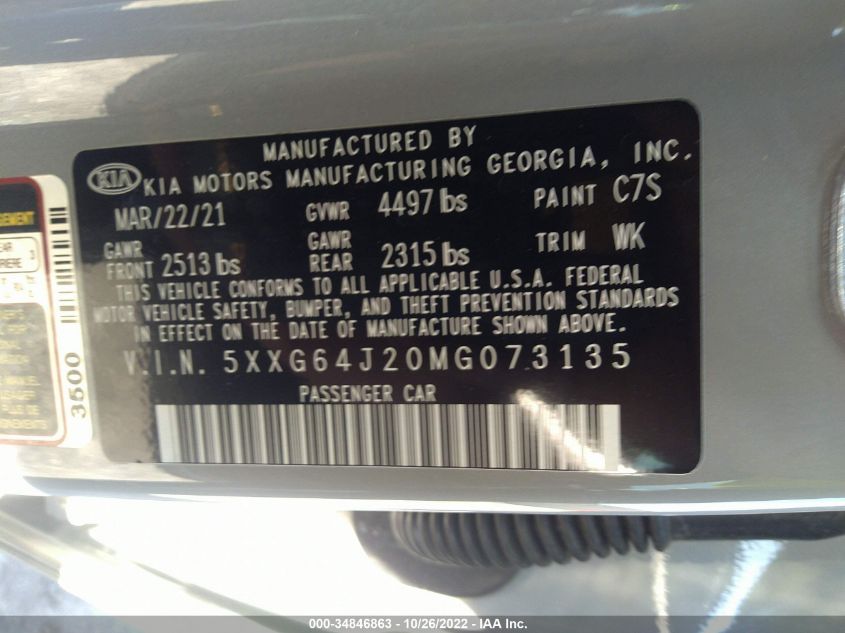 MANUFACTURED BY
KIA KIA MOTORS MANUFACTURING GEORGIA, INC.
MAR/22/21 GVWR 4497 lbs PAINT C7S
GAWR FRONT 2513 lbs GAWR REAR 2315 lbs TRIM WK
THIS VEHICLE CONFORMS TO ALL APPLICABLE U.S.A. FEDERAL
MOTOR VEHICLE SAFETY, BUMPER, AND THEFT PREVENTION STANDARDS
IN EFFECT ON THE DATE OF MANUFACTURE SHOWN ABOVE.
V.I.N. 5XXG64J20MG073135
PASSENGER CAR
3500
000-34846863 - 10/26/2022 - IAA Inc.